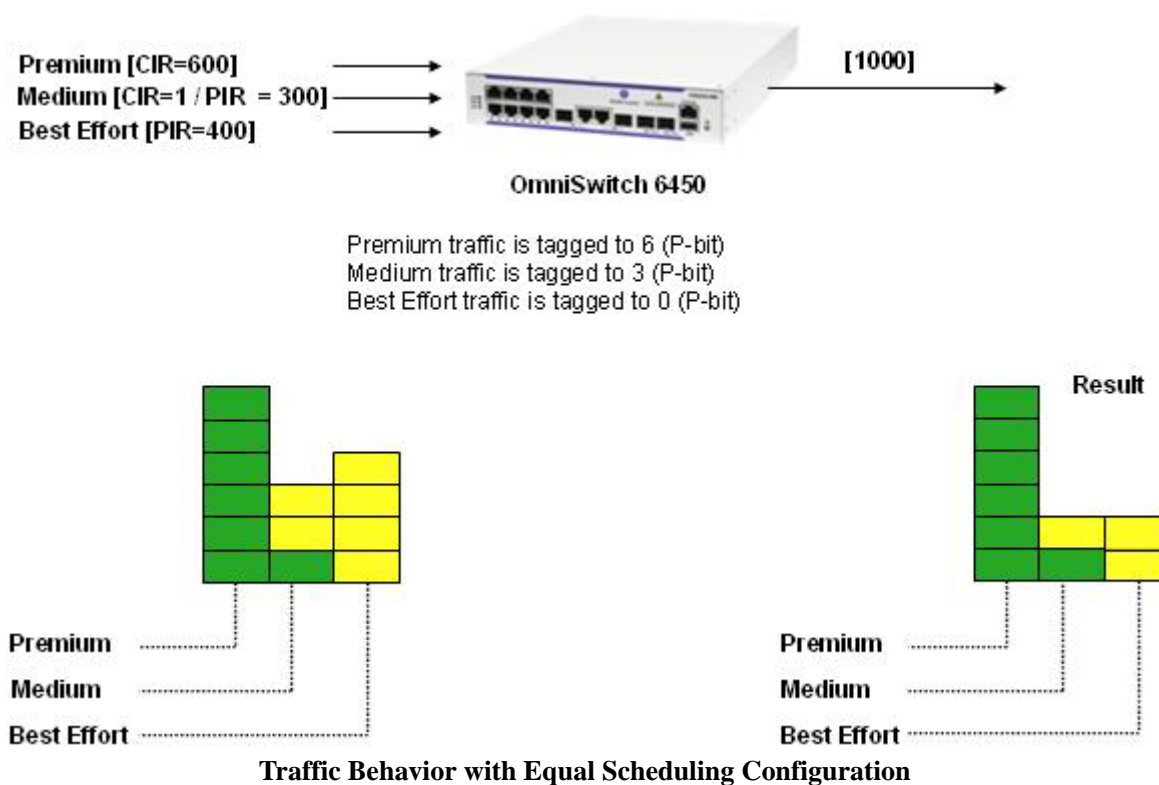 Premium [CIR=600]
Medium [CIR=1 / PIR = 300]
Best Effort [PIR=400]
[1000]
OmniSwitch 6450
Premium traffic is tagged to 6 (P-bit)
Medium traffic is tagged to 3 (P-bit)
Best Effort traffic is tagged to 0 (P-bit)
Result
Premium
Medium
Best Effort
Premium
Medium
Best Effort
Traffic Behavior with Equal Scheduling Configuration